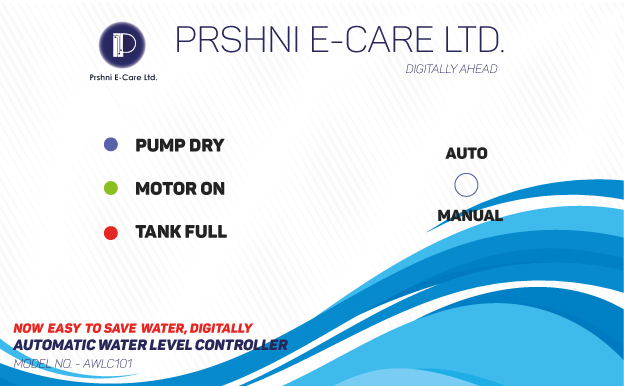 PRSHNI E-CARE LTD.
DIGITALLY AHEAD
Prshni E-Care Ltd.
PUMP DRY
MOTOR ON
TANK FULL
AUTO
MANUAL
NOW EASY TO SAVE WATER, DIGITALLY
AUTOMATIC WATER LEVEL CONTROLLER
MODEL NO. - AWLC101